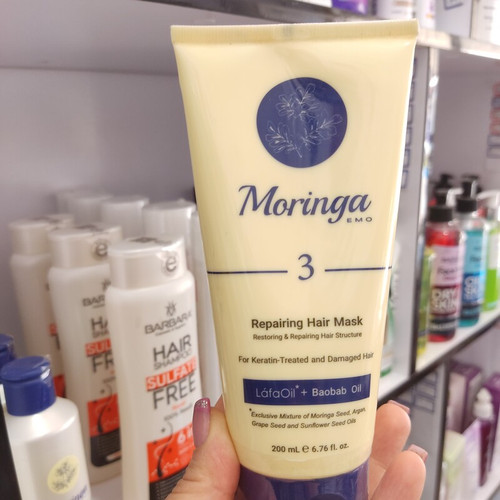 Moringa
EMO
3
Repairing Hair Mask
Restoring & Repairing Hair Structure
For Keratin-Treated and Damaged Hair
LáfaOil* + Baobab Oil
*Exclusive Mixture of Moringa Seed, Argan,
Grape Seed and Sunflower Seed Oils
200 mL e 6.76 fl. oz.
BARBARA
HAIR
SHAMPOO
SULFATE
FREE
BARBARA
HAIR